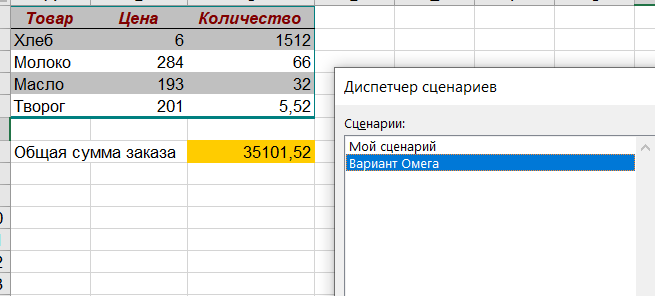 Товар Цена Количество
Хлеб 6 1512
Молоко 284 66
Масло 193 32
Творог 201 5,52
Общая сумма заказа 35101,52
Диспетчер сценариев
Сценарии:
Мой сценарий
Вариант Омега